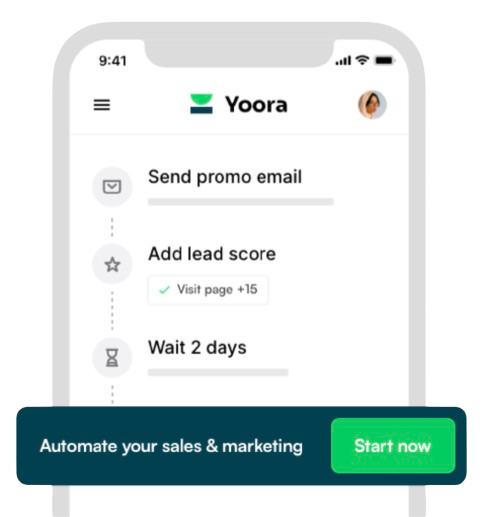 9:41
Yoora
Send promo email
Add lead score
Visit page +15
Wait 2 days
Automate your sales & marketing
Start now